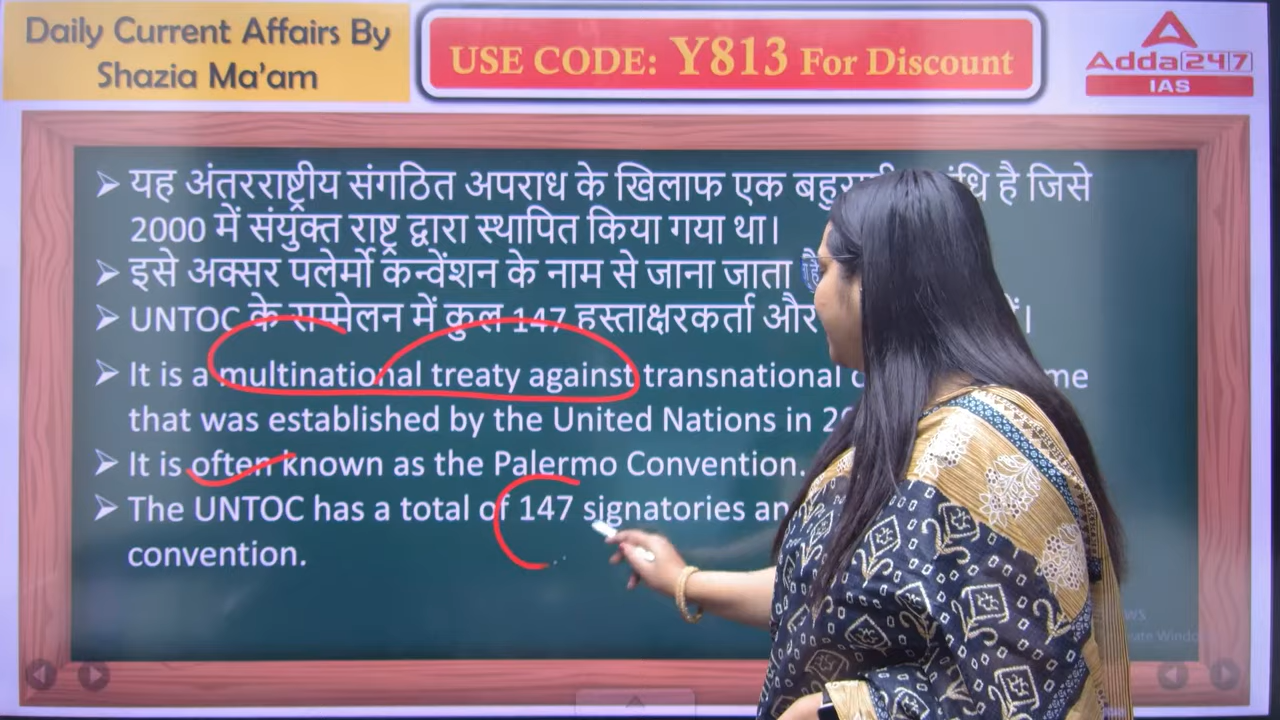 Daily Current Affairs By
Shazia Ma'am
USE CODE: Y813 For Discount
Adda 247
IAS
➢ यह अंतरराष्ट्रीय संगठित अपराध के खिलाफ एक है जिसे
2000 में संयुक्त राष्ट्र द्वारा स्थापित किया गया था।
➢ इसे अक्सर पलेर्मो कन्वेंशन के नाम से जाना जाता
➢ UNTOC के सम्मेलन में कुल 147 हस्ताक्षरकर्ता और
➢ It is a multinational treaty against transnational
that was established by the United Nations in
➢ It is often known as the Palermo Convention.
➢ The UNTOC has a total of 147 signatories
convention.